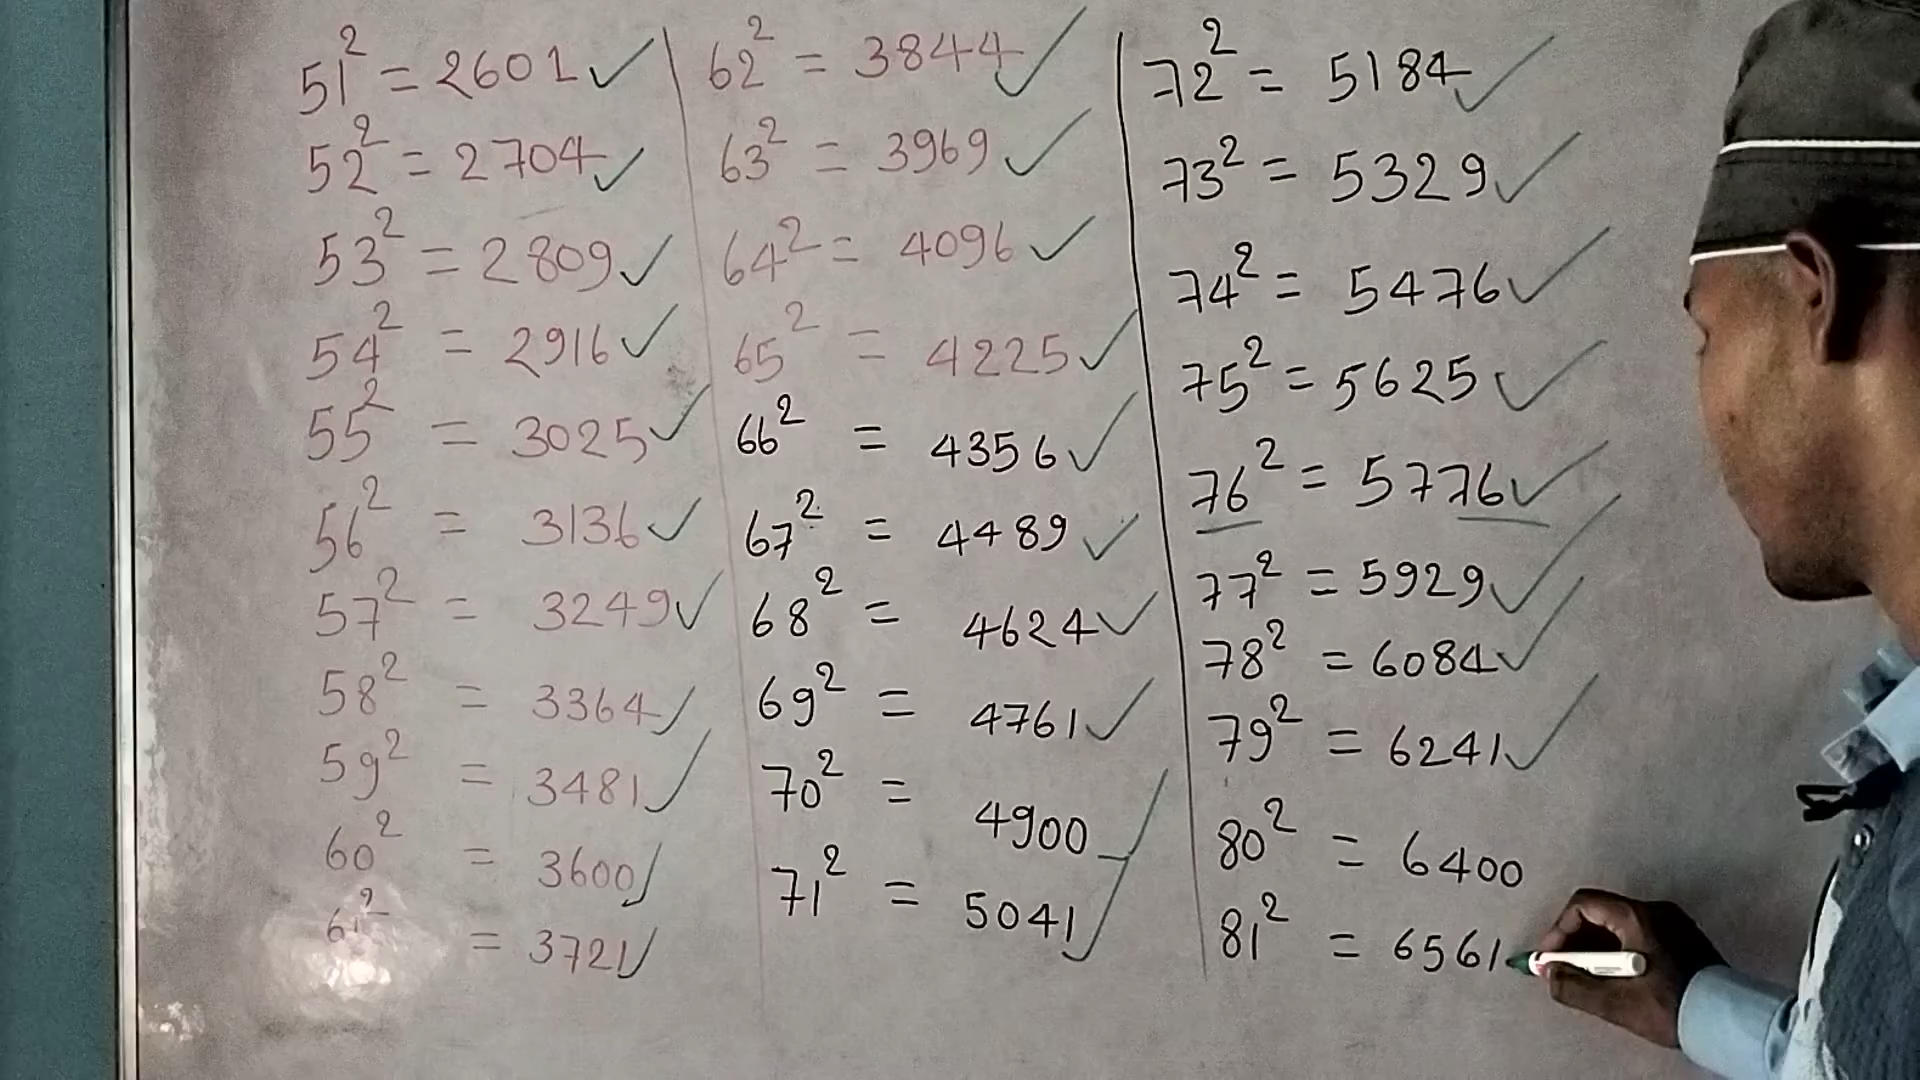 51² = 2601 ✓
52² = 2704 ✓
53² = 2809 ✓
54² = 2916 ✓
55² = 3025 ✓
56² = 3136 ✓
57² = 3249 ✓
58² = 3364 ✓
59² = 3481 ✓
60² = 3600 ✓
61² = 3721 ✓
62² = 3844 ✓
63² = 3969 ✓
64² = 4096 ✓
65² = 4225 ✓
66² = 4356 ✓
67² = 4489 ✓
68² = 4624 ✓
69² = 4761 ✓
70² = 4900 ✓
71² = 5041 ✓
72² = 5184 ✓
73² = 5329 ✓
74² = 5476 ✓
75² = 5625 ✓
76² = 5776 ✓
77² = 5929 ✓
78² = 6084 ✓
79² = 6241 ✓
80² = 6400
81² = 6561